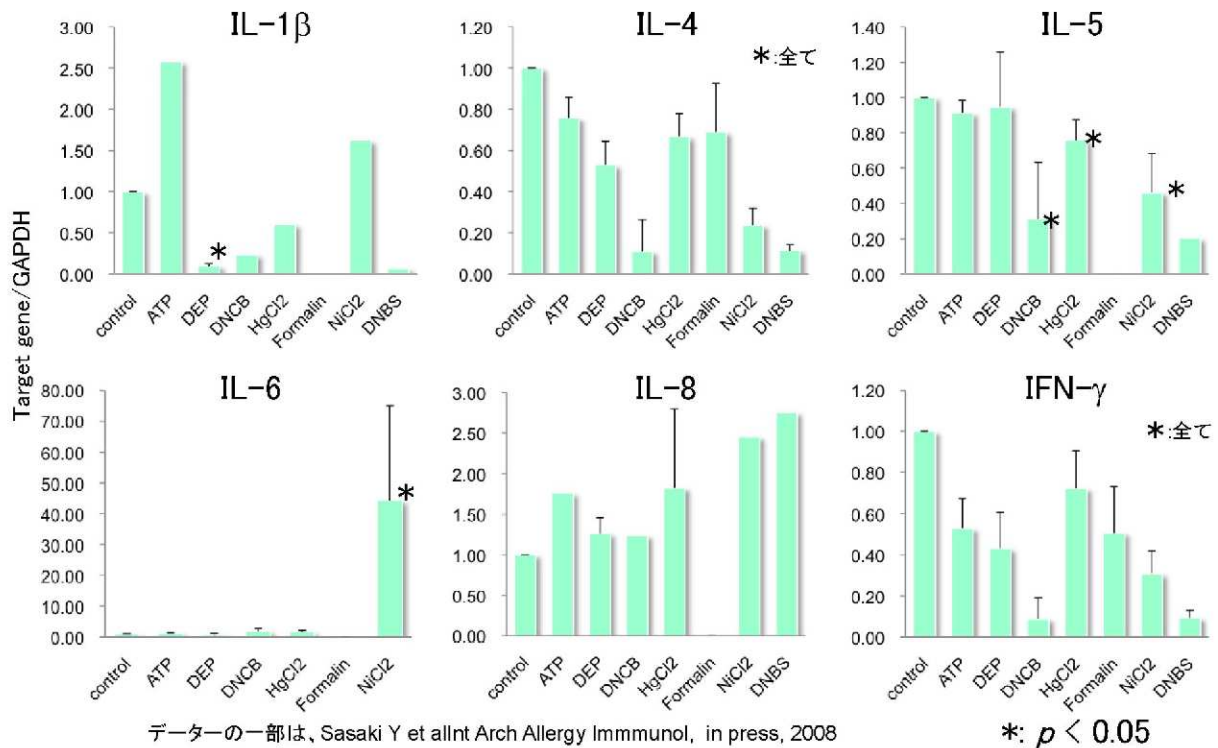 Target gene/GAPDH
IL-1β
3.00
2.50
2.00
1.50
1.00
0.50
0.00
*
control
ATP
DEP
DNCB
HgCl2
Formalin
NiCl2
DNBS
IL-4
*:全て
1.20
1.00
0.80
0.60
0.40
0.20
0.00
control
ATP
DEP
DNCB
HgCl2
Formalin
NiCl2
DNBS
IL-5
1.40
1.20
1.00
0.80
0.60
0.40
0.20
0.00
*
*
*
control
ATP
DEP
DNCB
HgCl2
Formalin
NiCl2
DNBS
IL-6
80.00
70.00
60.00
50.00
40.00
30.00
20.00
10.00
0.00
*
control
ATP
DEP
DNCB
HgCl2
Formalin
NiCl2
IL-8
3.00
2.50
2.00
1.50
1.00
0.50
0.00
control
ATP
DEP
DNCB
HgCl2
Formalin
NiCl2
DNBS
IFN-γ
*:全て
1.20
1.00
0.80
0.60
0.40
0.20
0.00
control
ATP
DEP
DNCB
HgCl2
Formalin
NiCl2
DNBS
データーの一部は、Sasaki Y et alInt Arch Allergy Immmunol, in press, 2008
*: p < 0.05